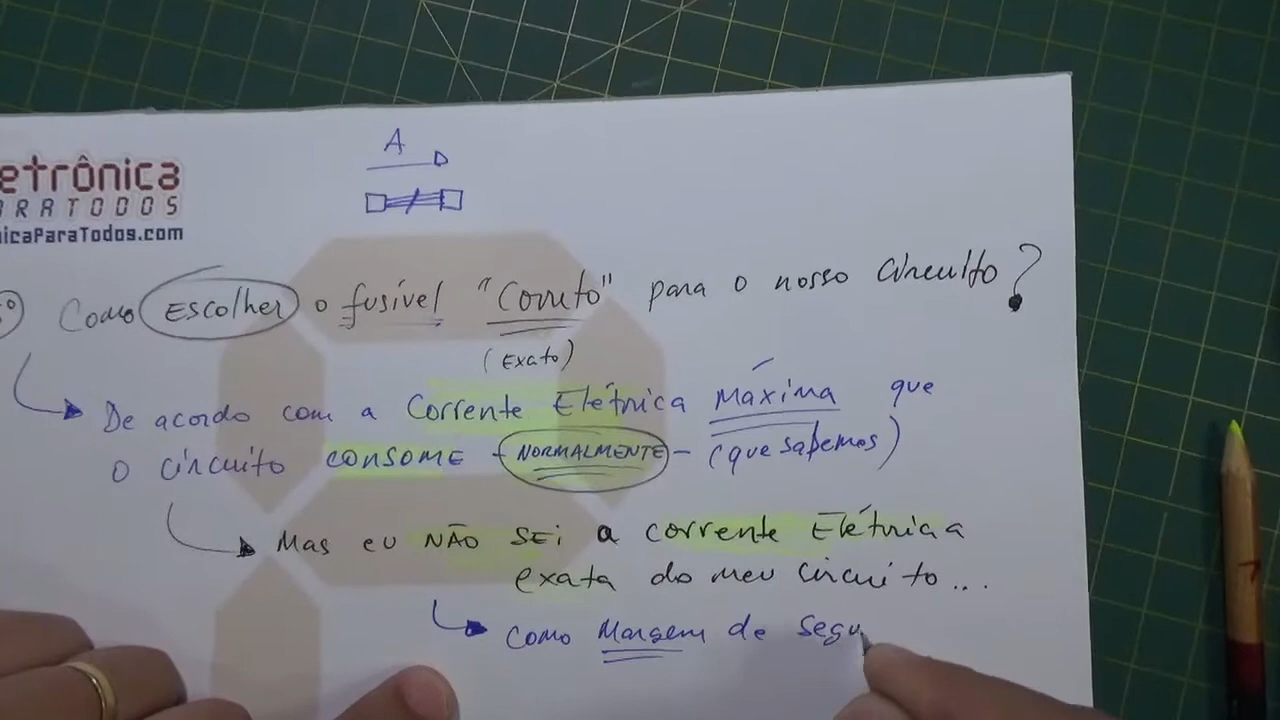 etrônica
ARATODOS
nicaParaTodos.com
A
Como ESCOLHER o fusível "Correto" para o nosso circuito?
(EXATO)
De acordo com a Corrente Elétrica Máxima que
o circuito consome - NORMALMENTE - (que sabemos)
Mas eu NÃO SEI a corrente Elétrica
exata do meu circuito...
como Margem de segu